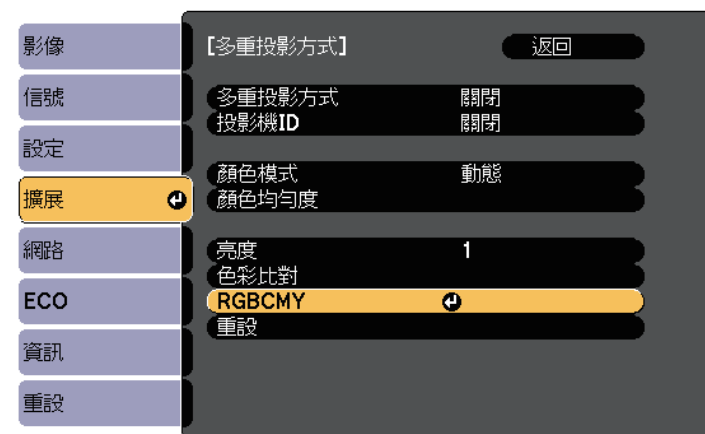 影像
信號
設定
擴展
網路
ECO
資訊
重設
[多重投影方式] 返回
多重投影方式 關閉
投影機ID 關閉
顏色模式 動態
顏色均勻度
亮度 1
色彩比對
RGBCMY
重設